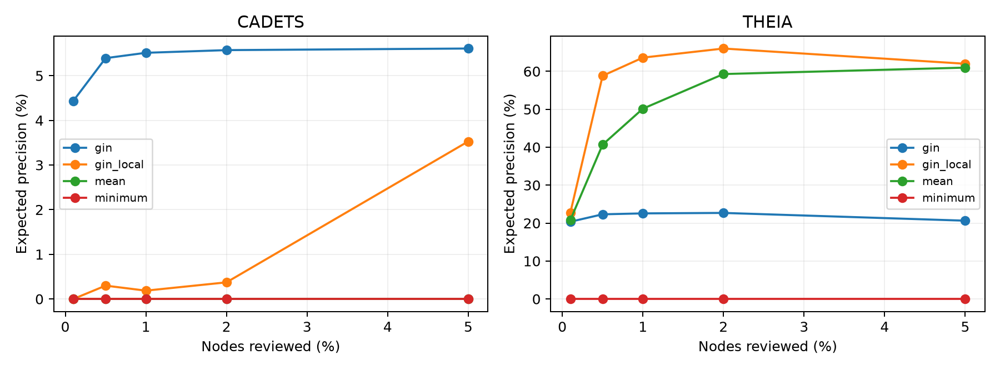 CADETS
Expected precision (%)
5
4
3
2
1
0
gin
gin_local
mean
minimum
0 1 2 3 4 5
Nodes reviewed (%)
THEIA
Expected precision (%)
60
50
40
30
20
10
0
gin
gin_local
mean
minimum
0 1 2 3 4 5
Nodes reviewed (%)